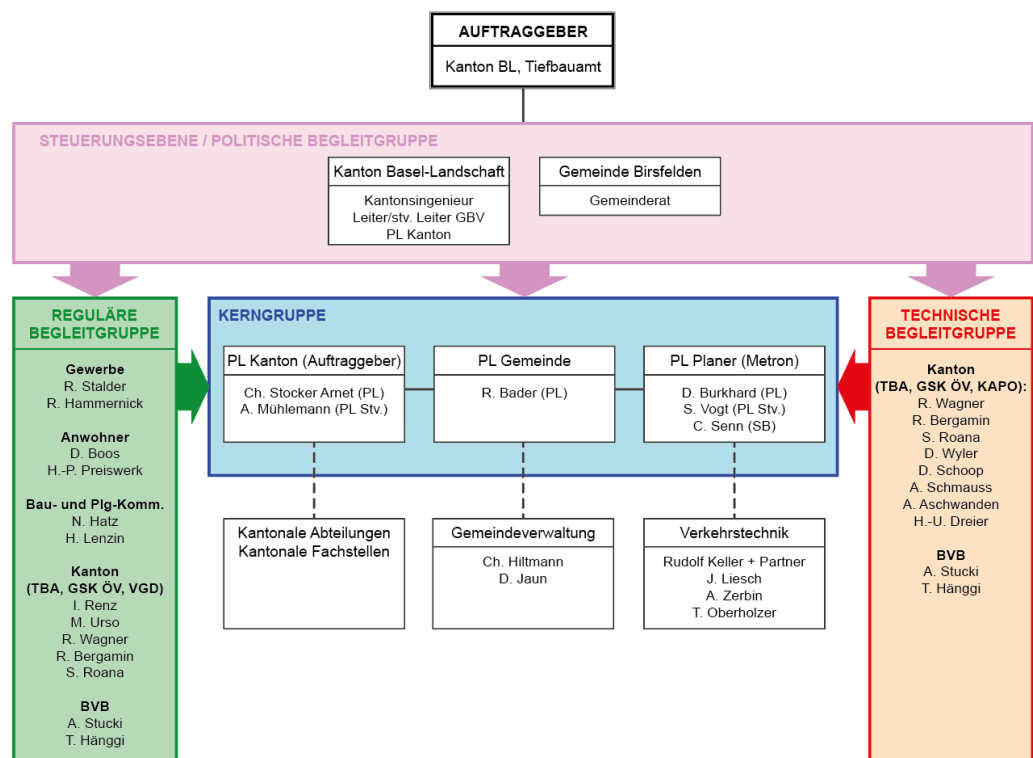 AUFTRAGGEBER
Kanton BL, Tiefbauamt
STEUERUNGSEBENE / POLITISCHE BEGLEITGRUPPE
Kanton Basel-Landschaft
Kantonsingenieur
Leiter/stv. Leiter GBV
PL Kanton
Gemeinde Birsfelden
Gemeinderat
REGULÄRE
BEGLEITGRUPPE
Gewerbe
R. Stalder
R. Hammernick
Anwohner
D. Boos
H.-P. Preiswerk
Bau- und Plg-Komm.
N. Hatz
H. Lenzin
Kanton
(TBA, GSK ÖV, VGD)
I. Renz
M. Urso
R. Wagner
R. Bergamin
S. Roana
BVB
A. Stucki
T. Hänggi
KERNGRUPPE
PL Kanton (Auftraggeber)
Ch. Stocker Arnet (PL)
A. Mühlemann (PL Stv.)
PL Gemeinde
R. Bader (PL)
PL Planer (Metron)
D. Burkhard (PL)
S. Vogt (PL Stv.)
C. Senn (SB)
Kantonale Abteilungen
Kantonale Fachstellen
Gemeindeverwaltung
Ch. Hiltmann
D. Jaun
Verkehrstechnik
Rudolf Keller + Partner
J. Liesch
A. Zerbin
T. Oberholzer
TECHNISCHE
BEGLEITGRUPPE
Kanton
(TBA, GSK ÖV, KAPO):
R. Wagner
R. Bergamin
S. Roana
D. Wyler
D. Schoop
A. Schmauss
A. Aschwanden
H.-U. Dreier
BVB
A. Stucki
T. Hänggi